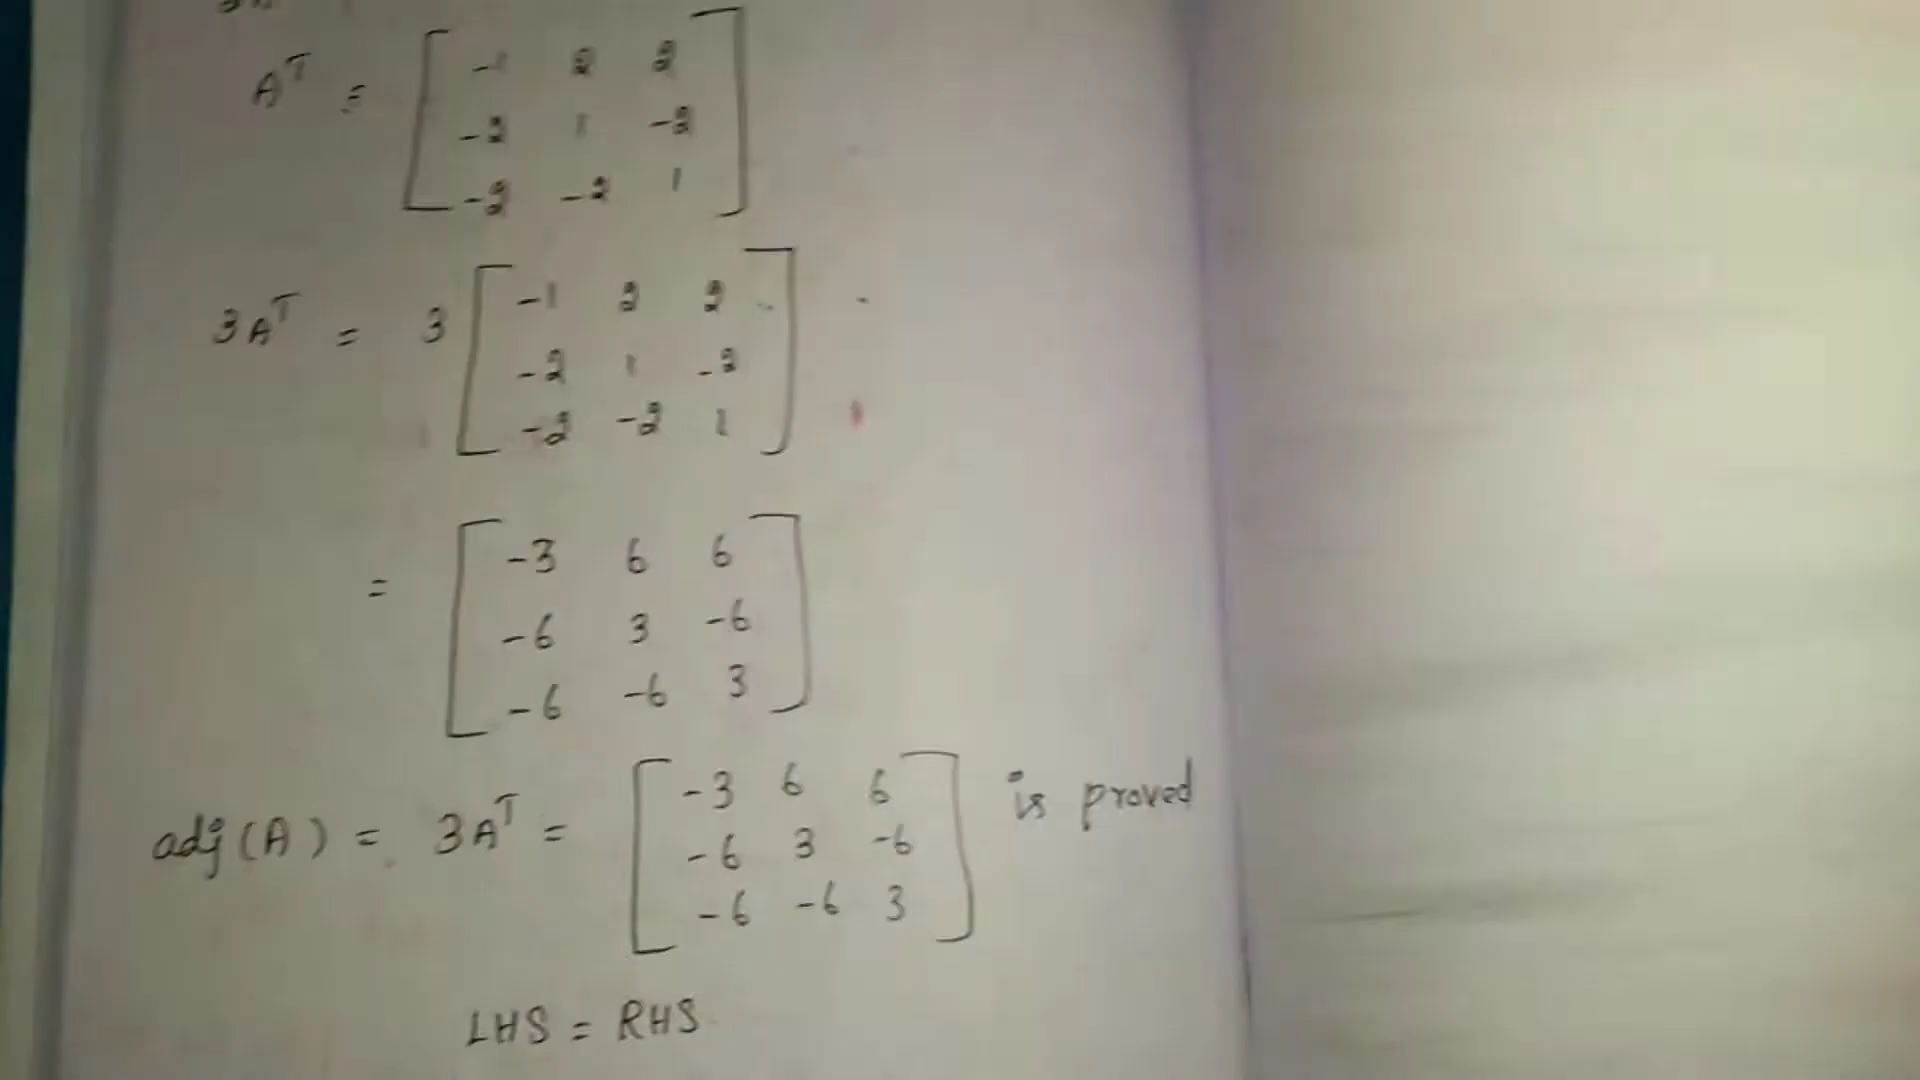 A^T = [ -1 2 2
-2 1 -2
-2 -2 1 ]
3A^T = 3 [ -1 2 2
-2 1 -2
-2 -2 1 ]
= [ -3 6 6
-6 3 -6
-6 -6 3 ]
adj (A) = 3A^T = [ -3 6 6
-6 3 -6
-6 -6 3 ] is proved
LHS = RHS